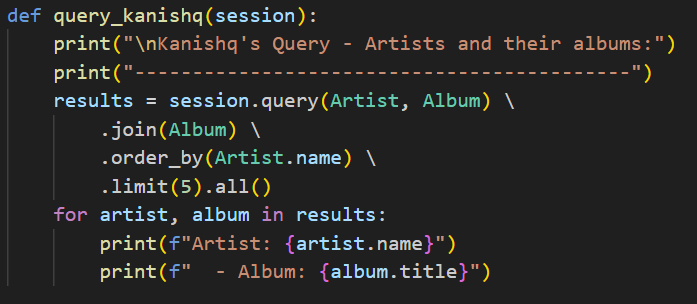 def query_kanishq(session):
    print("\nKanishq's Query - Artists and their albums:")
    print("-------------------------------------------")
    results = session.query(Artist, Album) \
        .join(Album) \
        .order_by(Artist.name) \
        .limit(5).all()
    for artist, album in results:
        print(f"Artist: {artist.name}")
        print(f"  - Album: {album.title}")